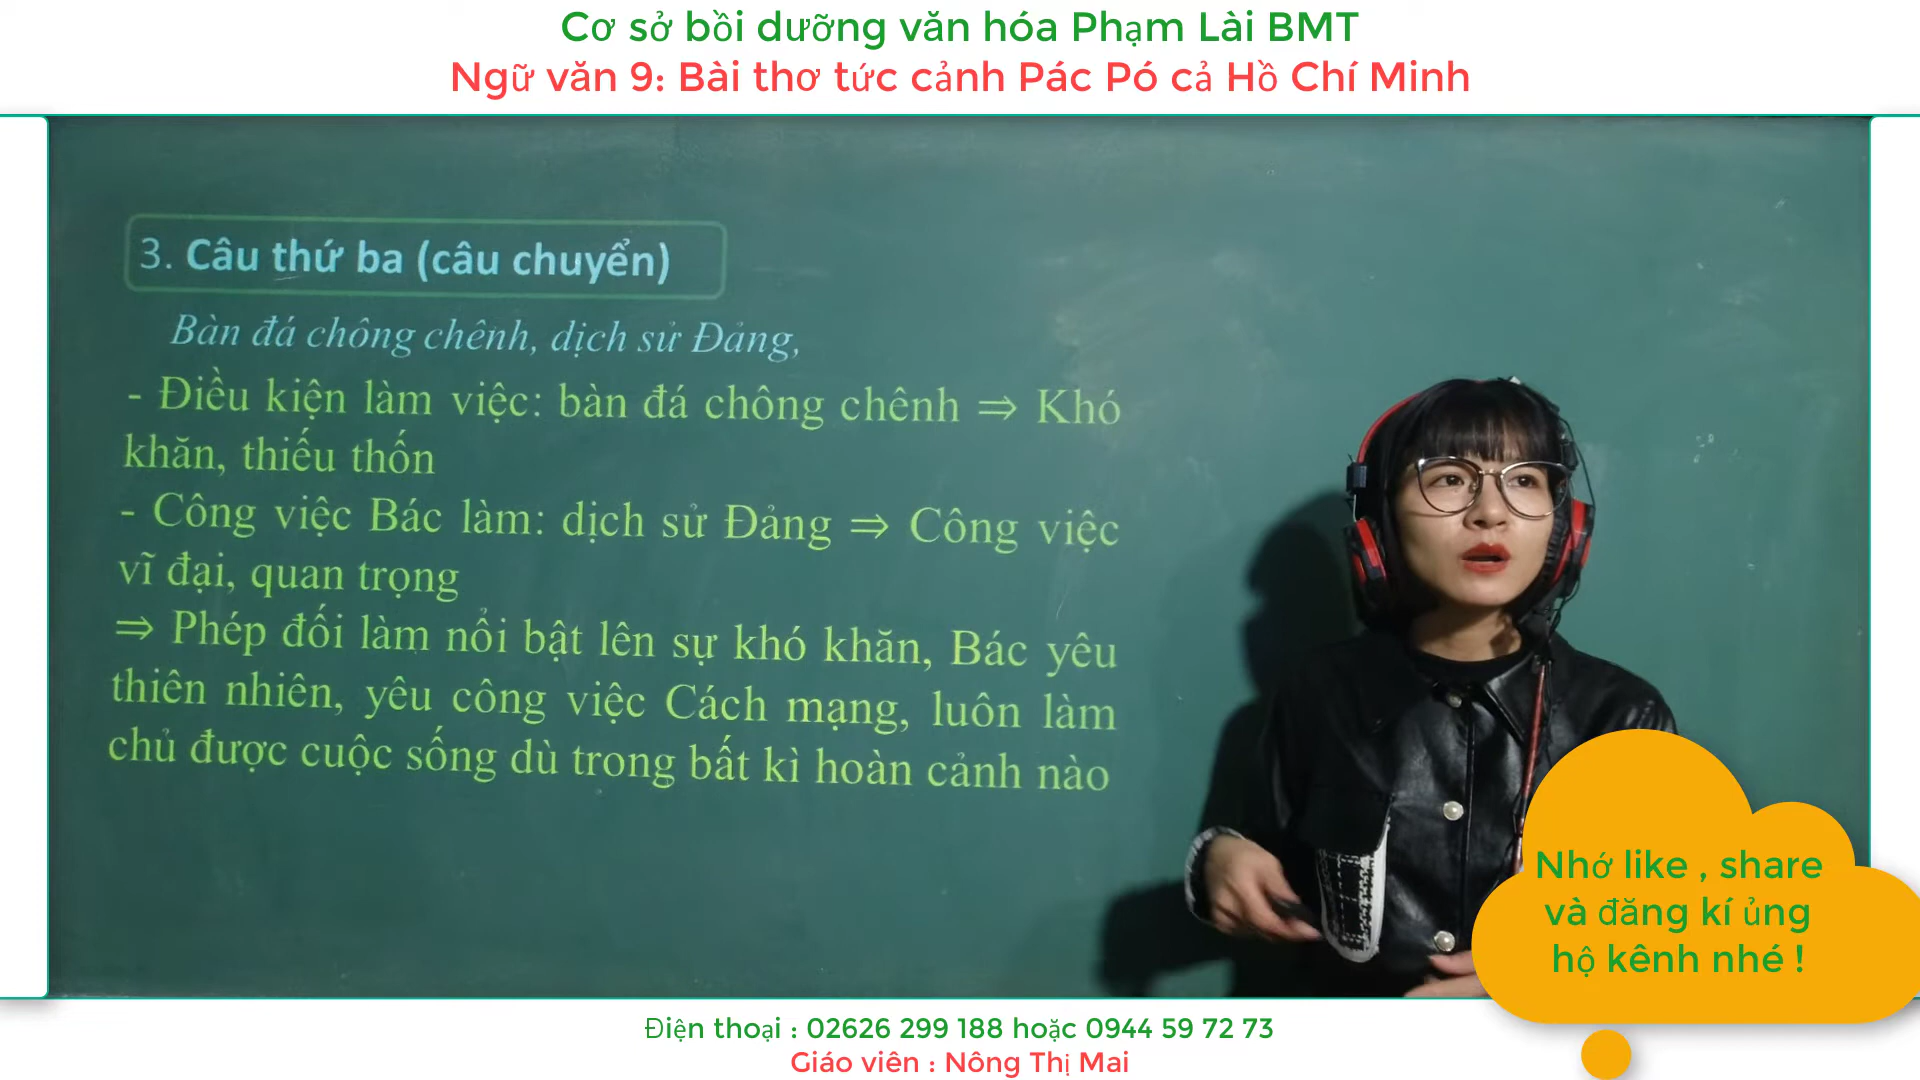 Cơ sở bồi dưỡng văn hóa Phạm Lài BMT
Ngữ văn 9: Bài thơ tức cảnh Pác Pó cả Hồ Chí Minh
3. Câu thứ ba (câu chuyển)
Bàn đá chông chênh, dịch sử Đảng,
- Điều kiện làm việc: bàn đá chông chênh ⇒ Khó
khăn, thiếu thốn
- Công việc Bác làm: dịch sử Đảng ⇒ Công việc
vĩ đại, quan trọng
⇒ Phép đối làm nổi bật lên sự khó khăn, Bác yêu
thiên nhiên, yêu công việc Cách mạng, luôn làm
chủ được cuộc sống dù trong bất kì hoàn cảnh nào
Nhớ like , share
và đăng kí ủng
hộ kênh nhé !
Điện thoại : 02626 299 188 hoặc 0944 59 72 73
Giáo viên : Nông Thị Mai